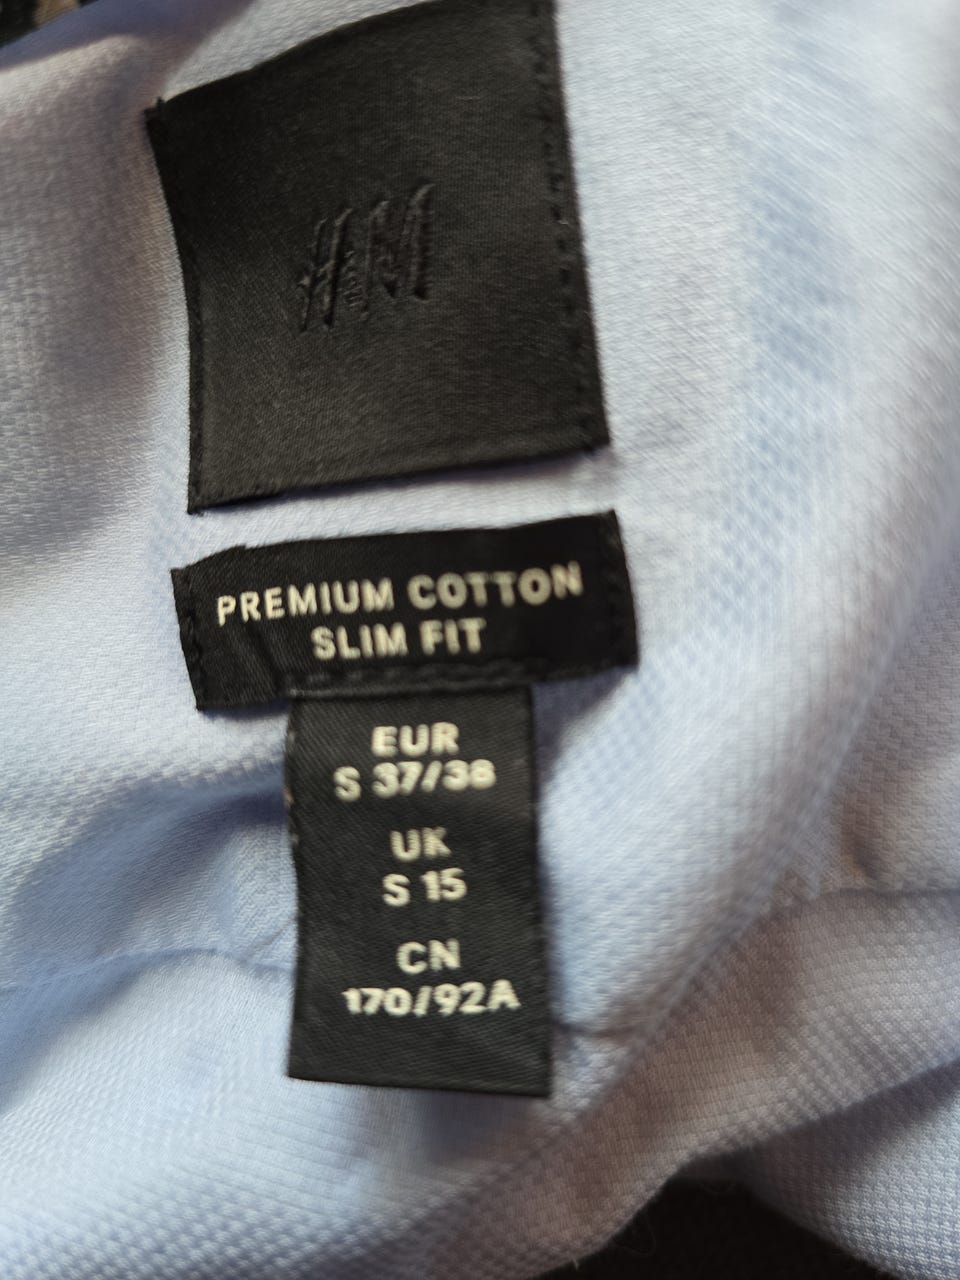 H&M
PREMIUM COTTON
SLIM FIT
EUR
S 37/38
UK
S 15
CN
170/92A